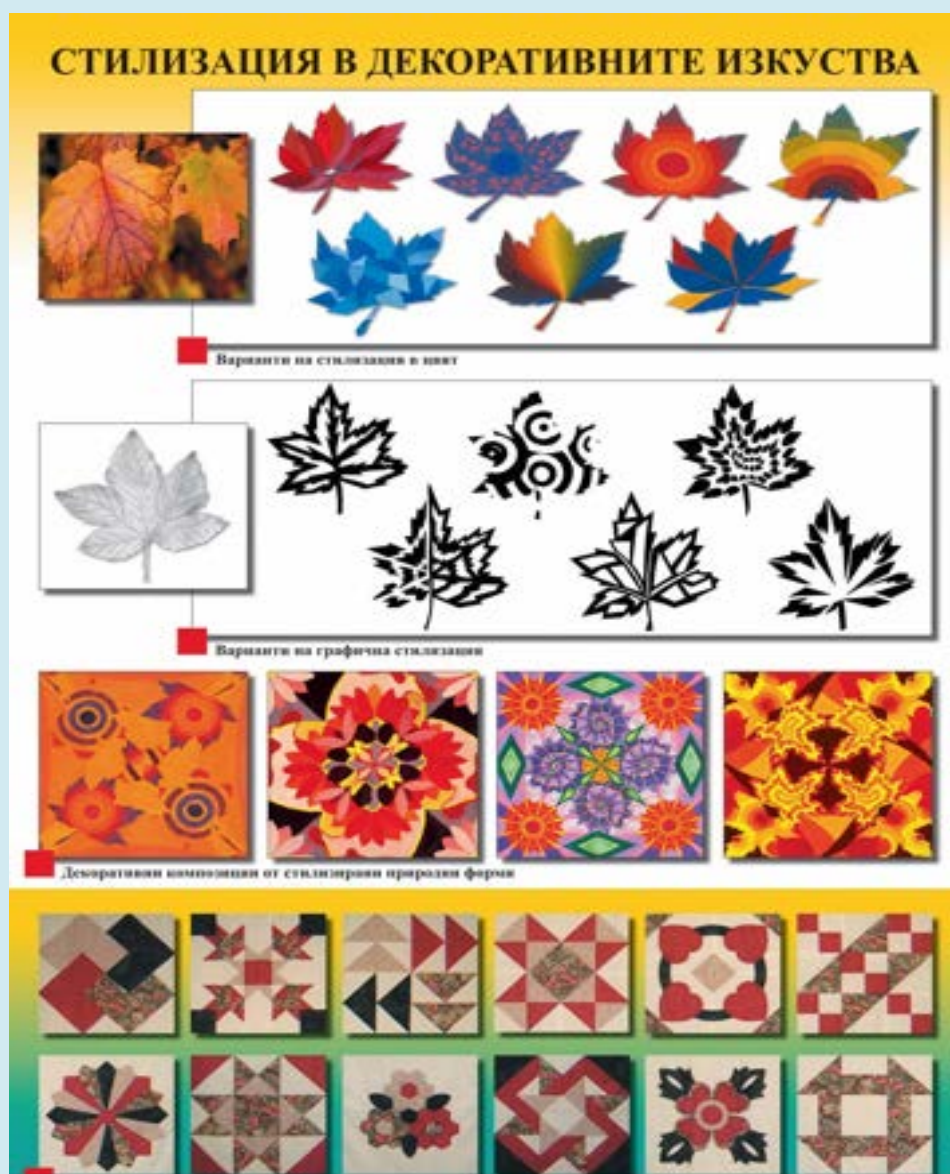 СТИЛИЗАЦИЯ В ДЕКОРАТИВНИТЕ ИЗКУСТВА
Варианти на стилизация в цвят
Варианти на графична стилизация
Декоративни композиции от стилизирани природни форми